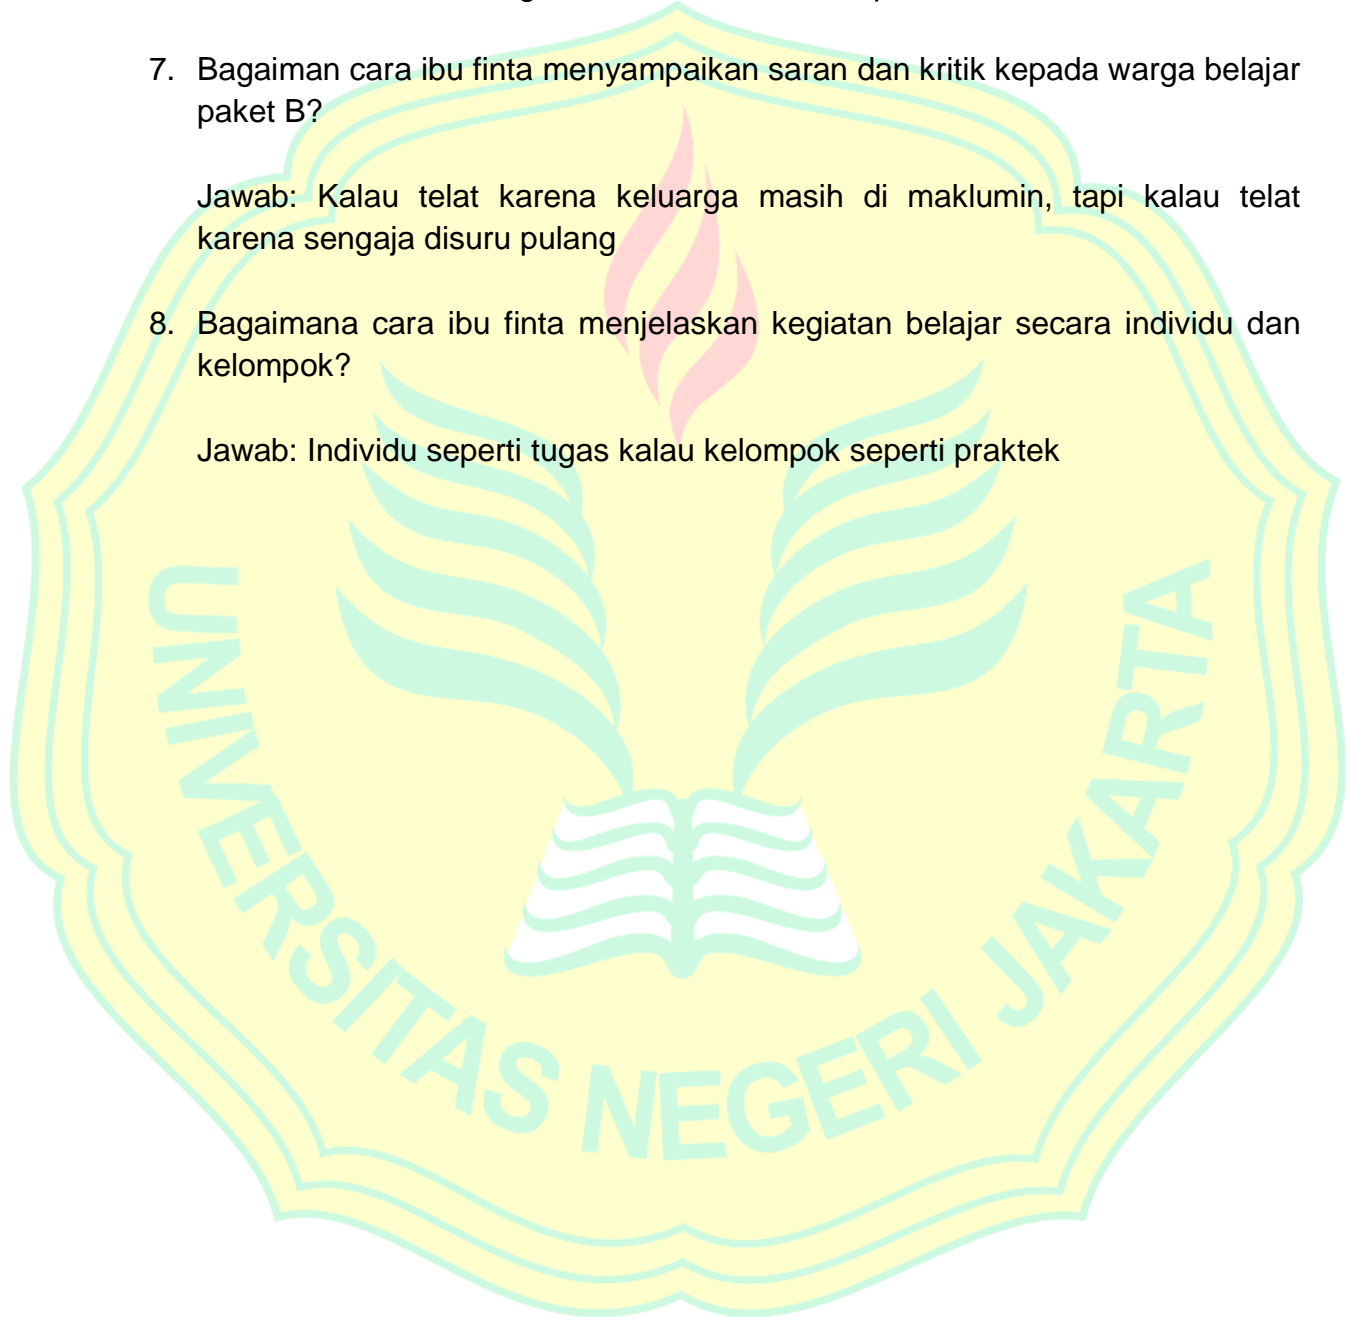 7. Bagaiman cara ibu finta menyampaikan saran dan kritik kepada warga belajar
paket B?
Jawab: Kalau telat karena keluarga masih di maklumin, tapi kalau telat
karena sengaja disuru pulang
8. Bagaimana cara ibu finta menjelaskan kegiatan belajar secara individu dan
kelompok?
Jawab: Individu seperti tugas kalau kelompok seperti praktek
UNIVERSITAS NEGERI JAKARTA